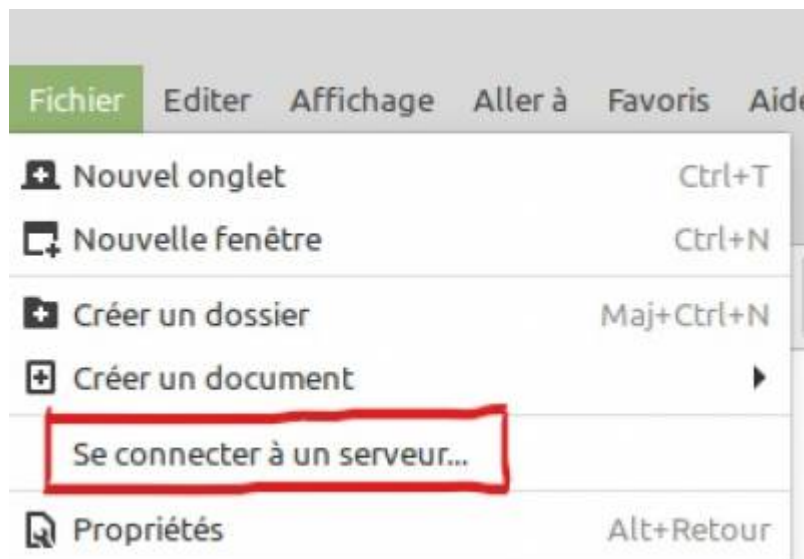 Fichier Editer Affichage Aller à Favoris Aide
Nouvel onglet Ctrl+T
Nouvelle fenêtre Ctrl+N
Créer un dossier Maj+Ctrl+N
Créer un document
Se connecter à un serveur...
Propriétés Alt+Retour